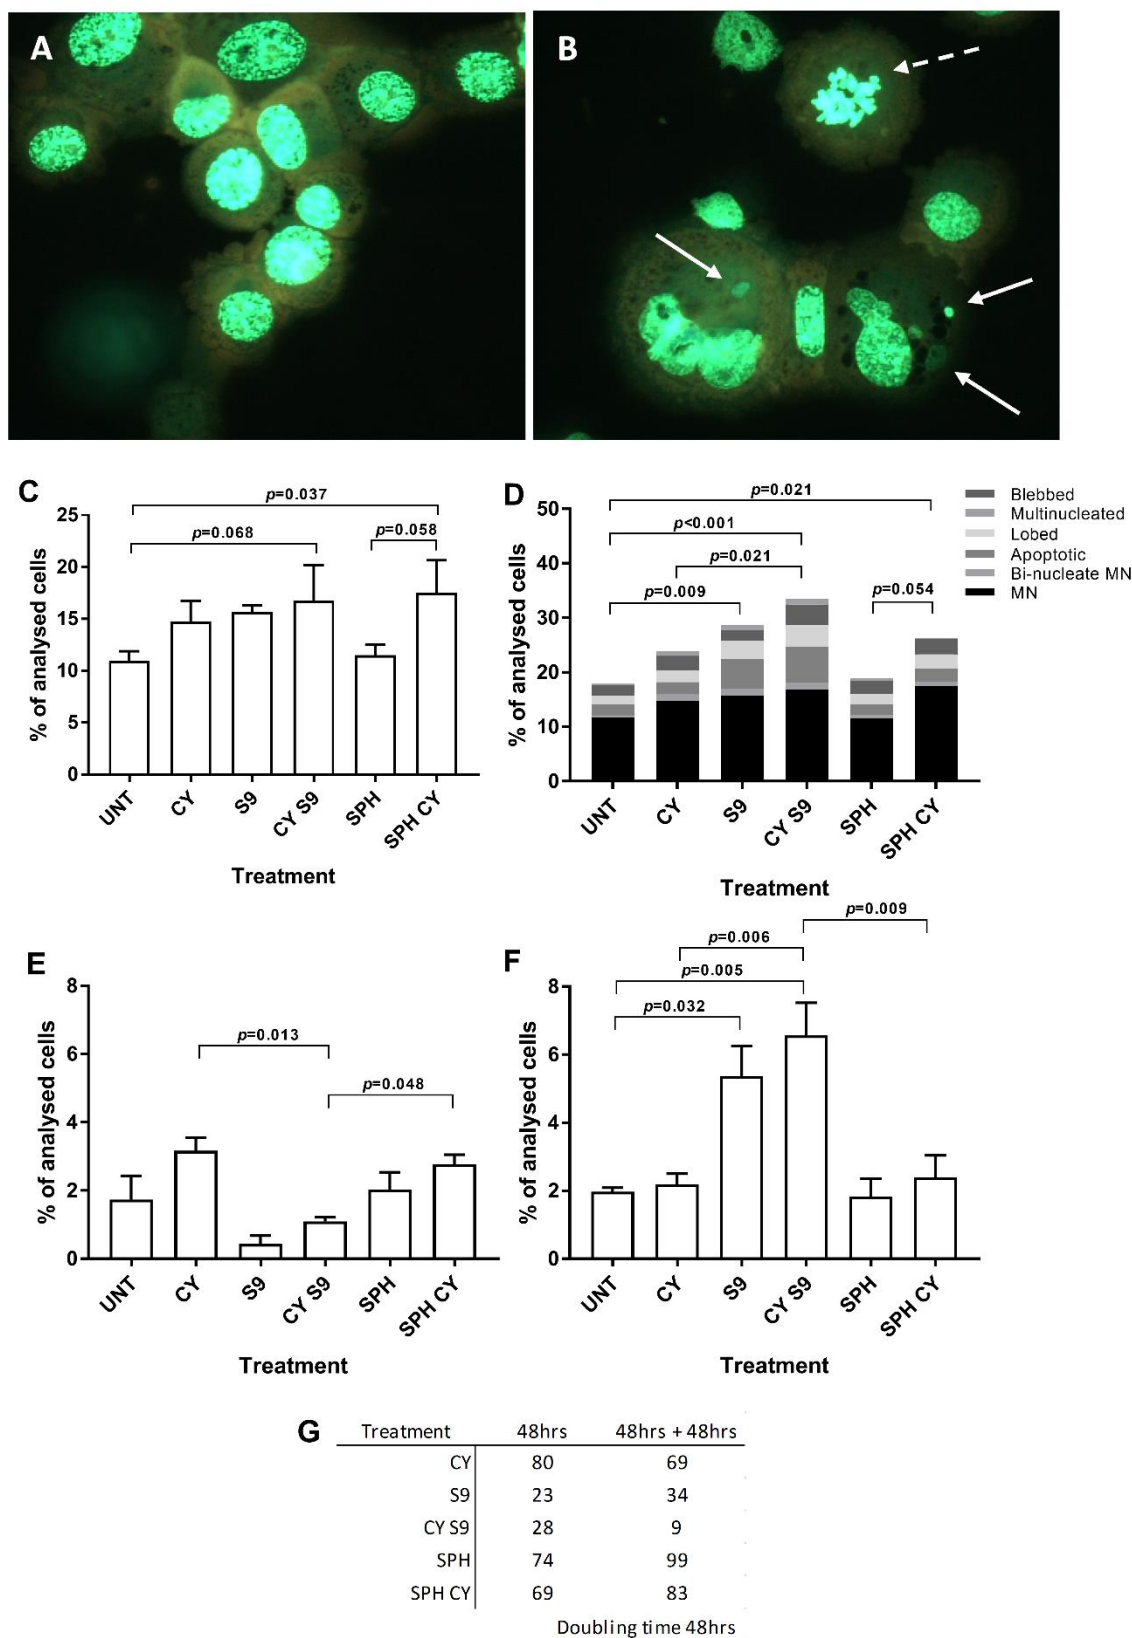 A
B
C
p=0.037
p=0.068
p=0.058
25
20
15
10
5
0
% of analysed cells
UNT
CY
S9
CY S9
SPH
SPH CY
Treatment
D
p=0.021
p<0.001
p=0.021
p=0.009
p=0.054
50
40
30
20
10
0
% of analysed cells
UNT
CY
S9
CY S9
SPH
SPH CY
Treatment
Blebbed
Multinucleated
Lobed
Apoptotic
Bi-nucleate MN
MN
E
p=0.013
p=0.048
8
6
4
2
0
% of analysed cells
UNT
CY
S9
CY S9
SPH
SPH CY
Treatment
F
p=0.009
p=0.006
p=0.005
p=0.032
8
6
4
2
0
% of analysed cells
UNT
CY
S9
CY S9
SPH
SPH CY
Treatment
G
Treatment 48hrs 48hrs + 48hrs
CY 80 69
S9 23 34
CY S9 28 9
SPH 74 99
SPH CY 69 83
Doubling time 48hrs